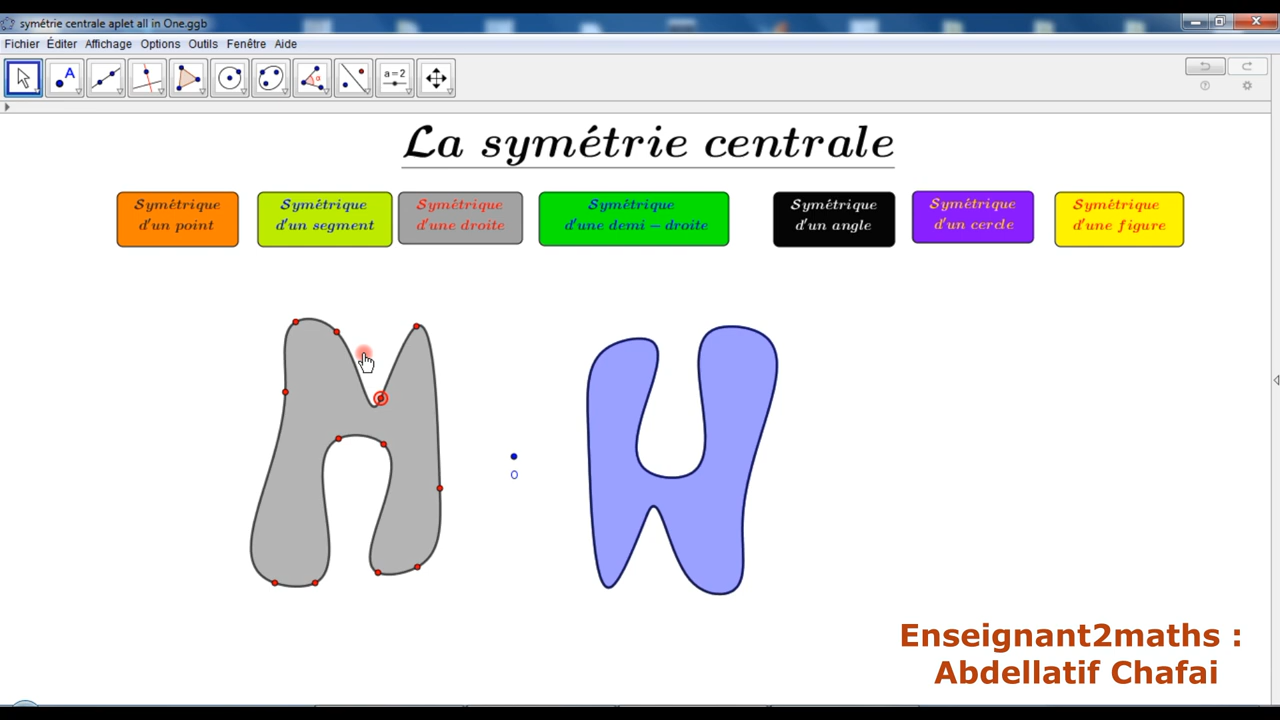 symétrie centrale aplet all in One.ggb
Fichier Éditer Affichage Options Outils Fenêtre Aide
A
α
a=2
La symétrie centrale
Symétrique
d'un point
Symétrique
d'un segment
Symétrique
d'une droite
Symétrique
d'une demi – droite
Symétrique
d'un angle
Symétrique
d'un cercle
Symétrique
d'une figure
O
Enseignant2maths :
Abdellatif Chafai